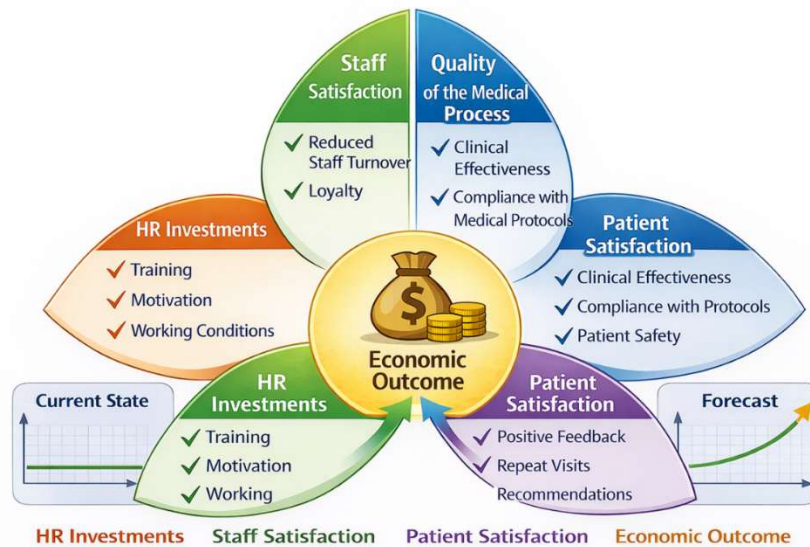 Staff
Satisfaction
Reduced
Staff Turnover
Loyalty
Quality
of the Medical
Process
Clinical
Effectiveness
Compliance with
Medical Protocols
HR Investments
Training
Motivation
Working Conditions
Patient
Satisfaction
Clinical Effectiveness
Compliance with Protocols
Patient Safety
$
Economic
Outcome
Current State
HR
Investments
Training
Motivation
Working
Patient
Satisfaction
Positive Feedback
Repeat Visits
Recommendations
Forecast
HR Investments Staff Satisfaction Patient Satisfaction Economic Outcome